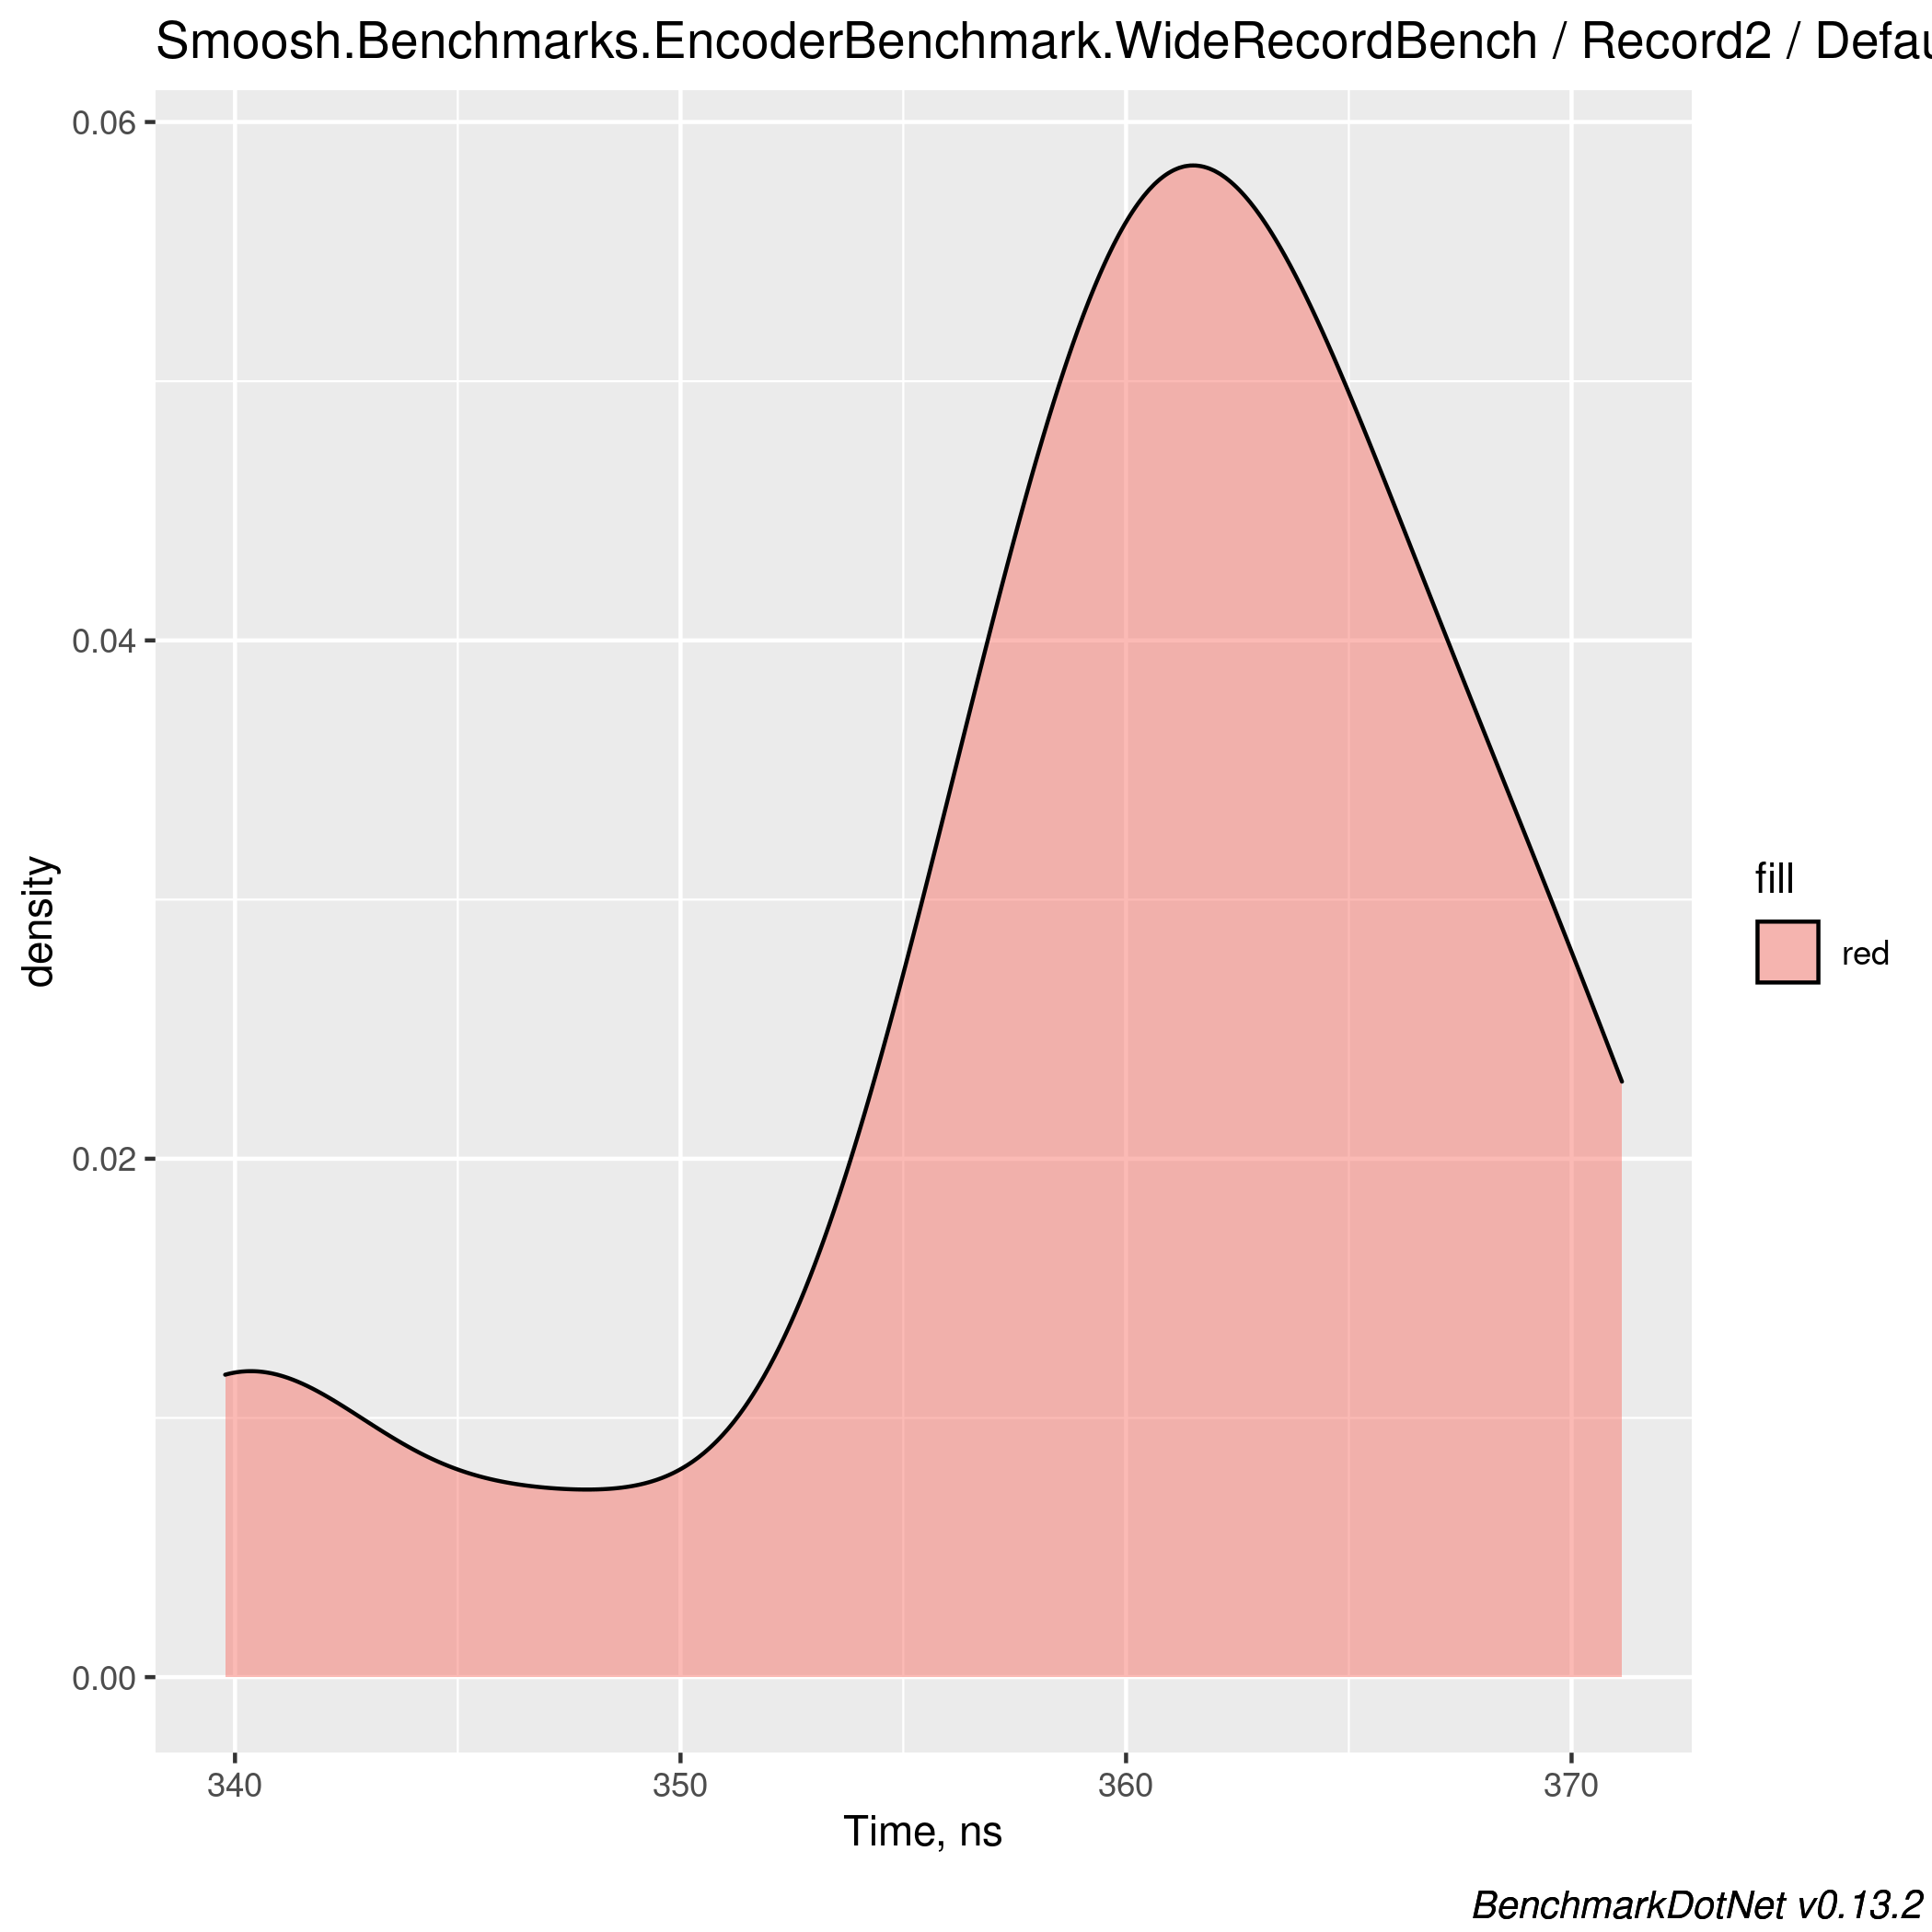 Smoosh.Benchmarks.EncoderBenchmark.WideRecordBench / Record2 / Defau
0.06
0.04
0.02
0.00
density
fill
red
340 350 360 370
Time, ns
BenchmarkDotNet v0.13.2